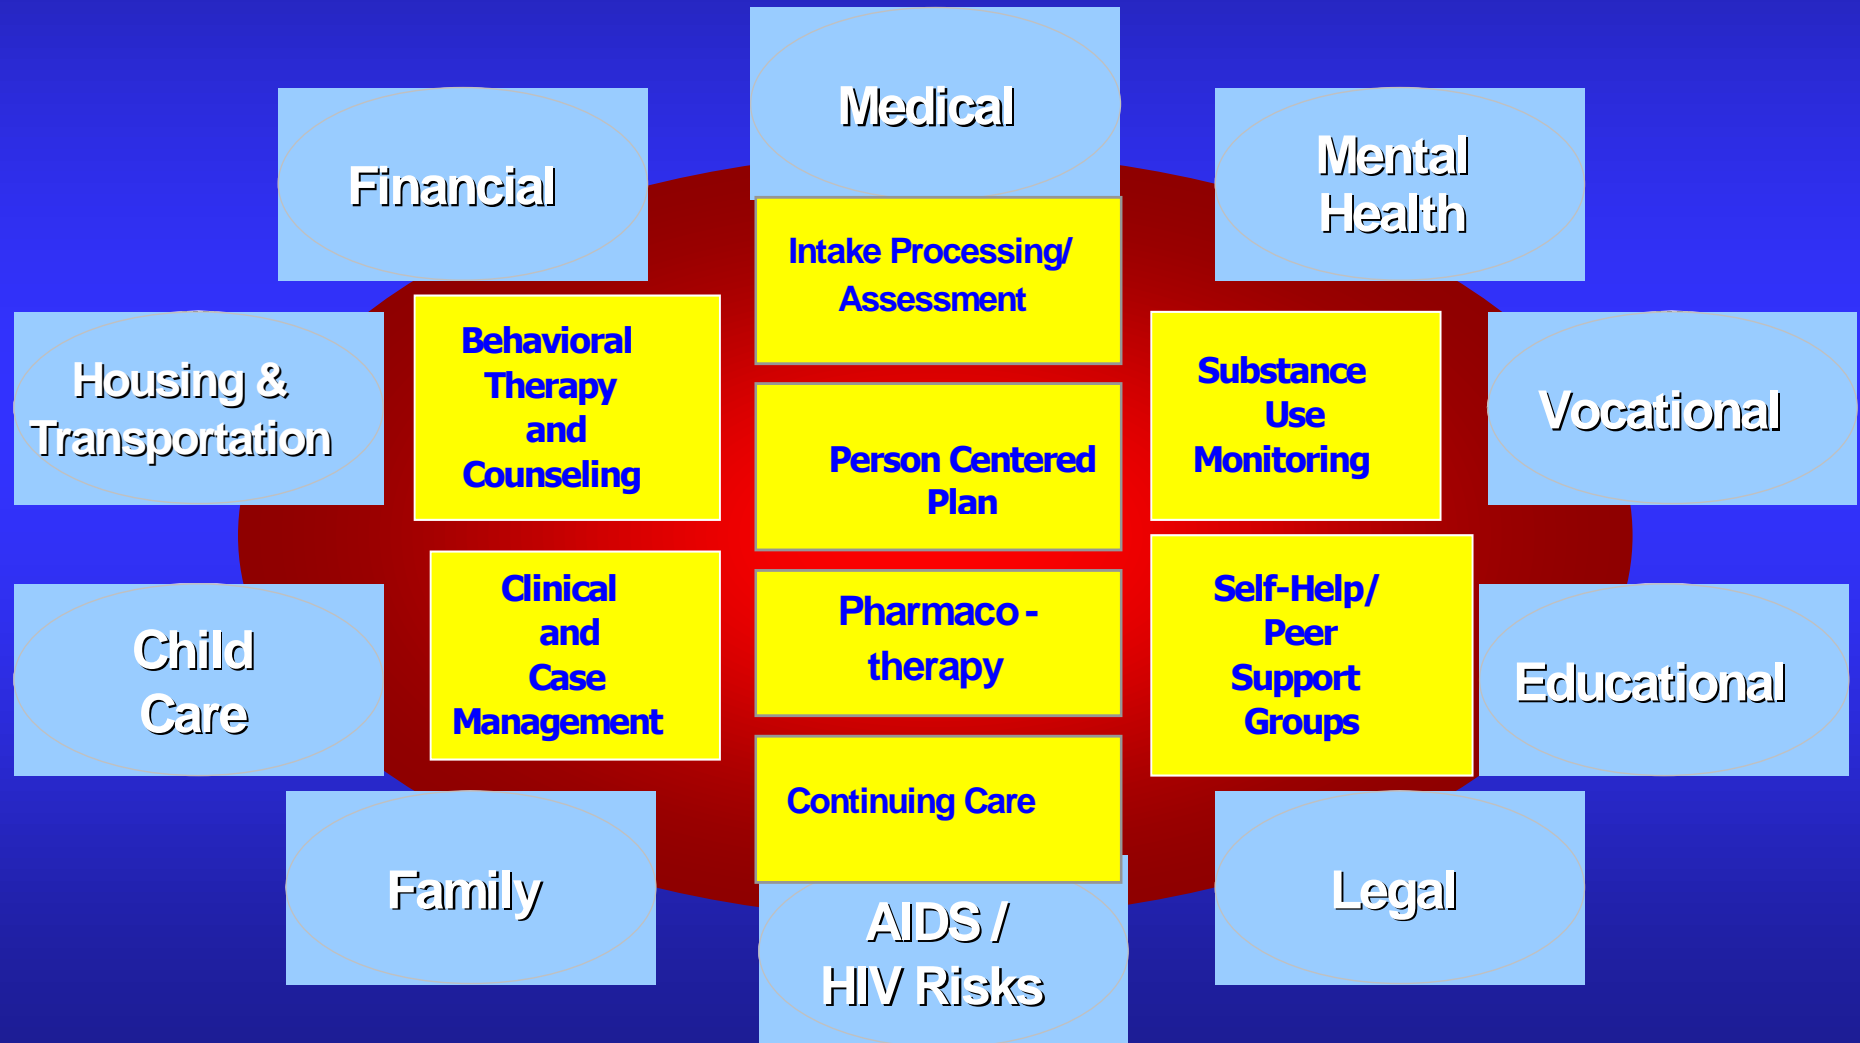 Medical
Financial
Mental
Health
Intake Processing/
Assessment
Housing &
Transportation
Behavioral
Therapy
and
Counseling
Person Centered
Plan
Substance
Use
Monitoring
Vocational
Child
Care
Clinical
and
Case
Management
Pharmaco -
therapy
Self-Help/
Peer
Support
Groups
Educational
Continuing Care
Family
AIDS /
HIV Risks
Legal